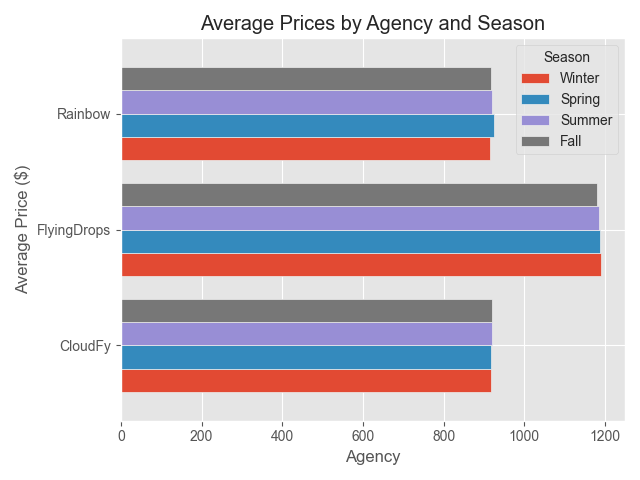 Average Prices by Agency and Season
Season
Winter
Spring
Summer
Fall
Average Price ($)
Rainbow
FlyingDrops
CloudFy
0 200 400 600 800 1000 1200
Agency